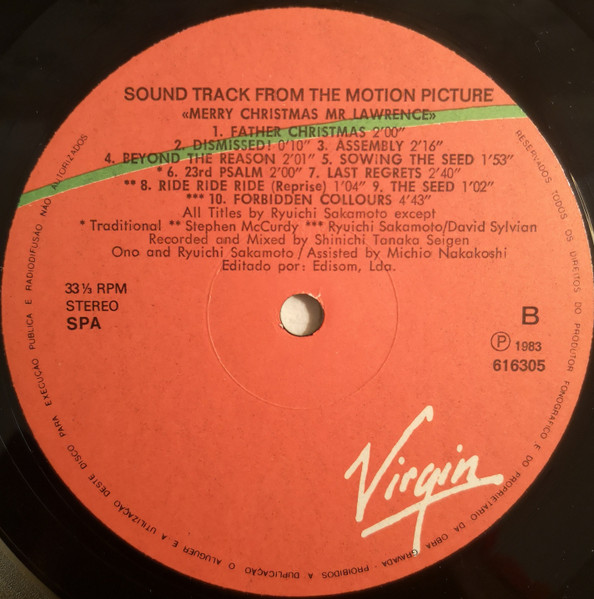 SOUND TRACK FROM THE MOTION PICTURE
«MERRY CHRISTMAS MR LAWRENCE»
1. FATHER CHRISTMAS 2'00"
2. DISMISSED! 0'10" 3. ASSEMBLY 2'16"
4. BEYOND THE REASON 2'01" 5. SOWING THE SEED 1'53"
* 6. 23rd PSALM 2'00" 7. LAST REGRETS 2'40"
** 8. RIDE RIDE RIDE (Reprise) 1'04" 9. THE SEED 1'02"
*** 10. FORBIDDEN COLLOURS 4'43"
All Titles by Ryuichi Sakamoto except
* Traditional ** Stephen McCurdy *** Ryuichi Sakamoto/David Sylvian
Recorded and Mixed by Shinichi Tanaka Seigen
Ono and Ryuichi Sakamoto/Assisted by Michio Nakakoshi
Editado por: Edisom, Lda.
33 ⅓ RPM
STEREO
SPA
B
Ⓟ 1983
616305
Virgin
RESERVADOS TODOS OS DIREITOS DO PRODUTOR FONOGRAFICO E DO PROPRIETARIO DA OBRA GRAVADA - PROIBIDOS A DUPLICAÇÃO O ALUGUER E A UTILIZAÇÃO DESTE DISCO PARA EXECUÇÃO PUBLICA E RADIODIFUSÃO NÃO AUTORIZADOS